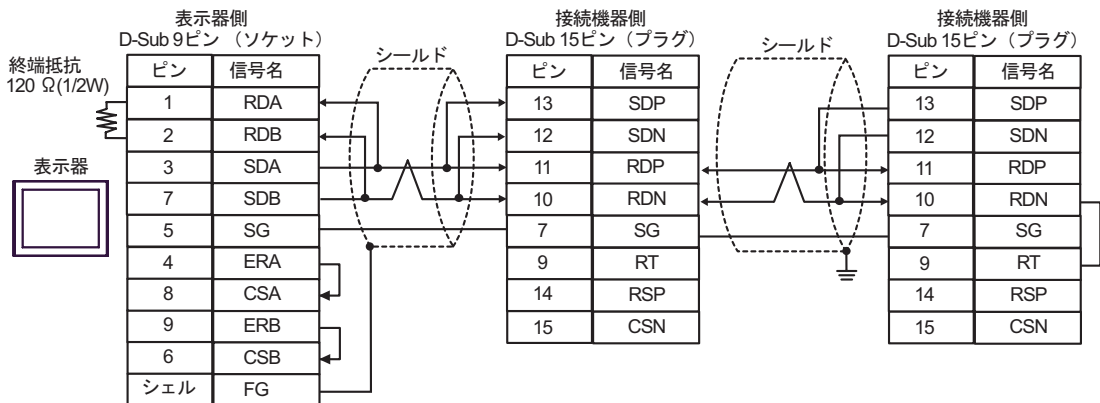 表示器側
D-Sub 9ピン （ソケット）
終端抵抗
120 Ω(1/2W)
表示器
ピン 信号名
1 RDA
2 RDB
3 SDA
7 SDB
5 SG
4 ERA
8 CSA
9 ERB
6 CSB
シェル FG
シールド
接続機器側
D-Sub 15ピン（プラグ）
ピン 信号名
13 SDP
12 SDN
11 RDP
10 RDN
7 SG
9 RT
14 RSP
15 CSN
シールド
接続機器側
D-Sub 15ピン（プラグ）
ピン 信号名
13 SDP
12 SDN
11 RDP
10 RDN
7 SG
9 RT
14 RSP
15 CSN